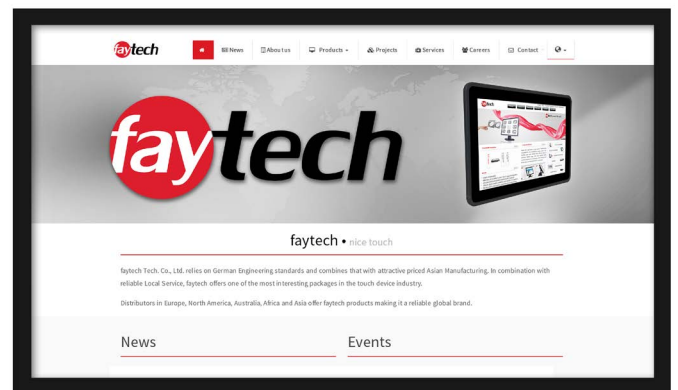 faytech
News
About us
Products
Projects
Services
Careers
Contact
faytech
faytech • nice touch
faytech Tech. Co., Ltd. relies on German Engineering standards and combines that with attractive priced Asian Manufacturing. In combination with
reliable Local Service, faytech offers one of the most interesting packages in the touch device industry.
Distributors in Europe, North America, Australia, Africa and Asia offer faytech products making it a reliable global brand.
News
Events